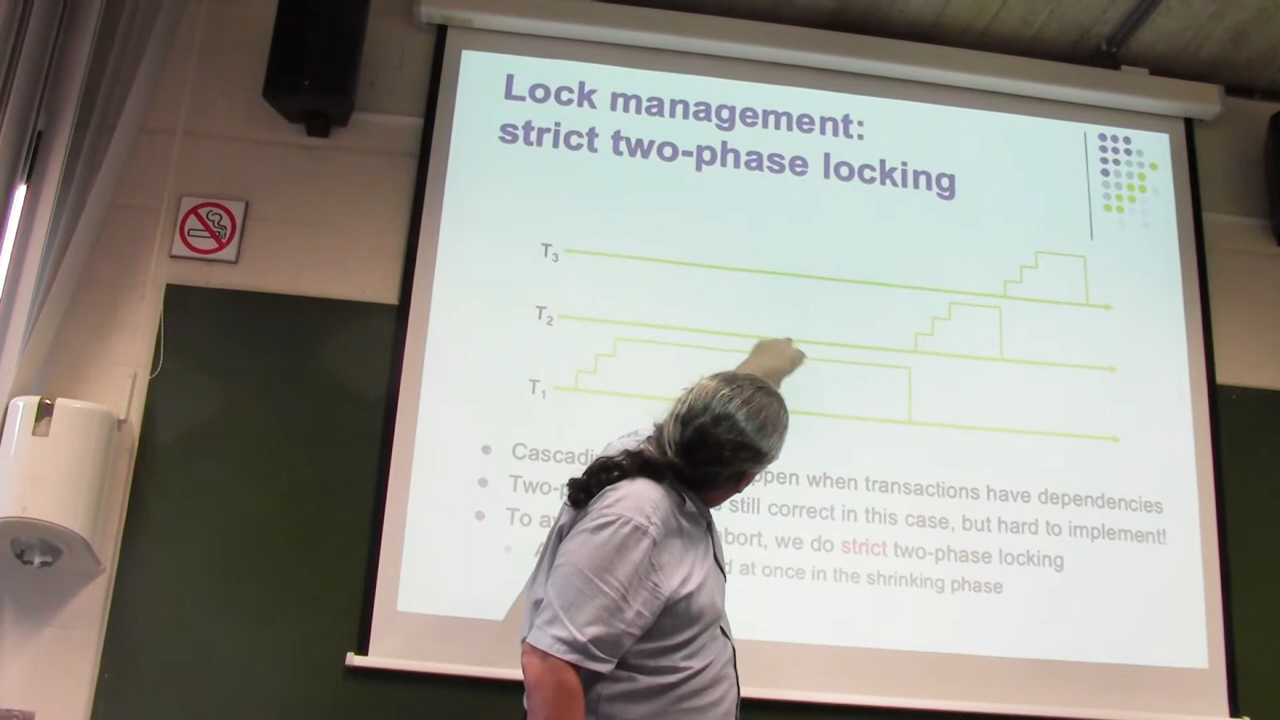 Lock management:
strict two-phase locking
T3
T2
T1
Cascadi ppen when transactions have dependencies
Two-p still correct in this case, but hard to implement!
To av bort, we do strict two-phase locking
A d at once in the shrinking phase